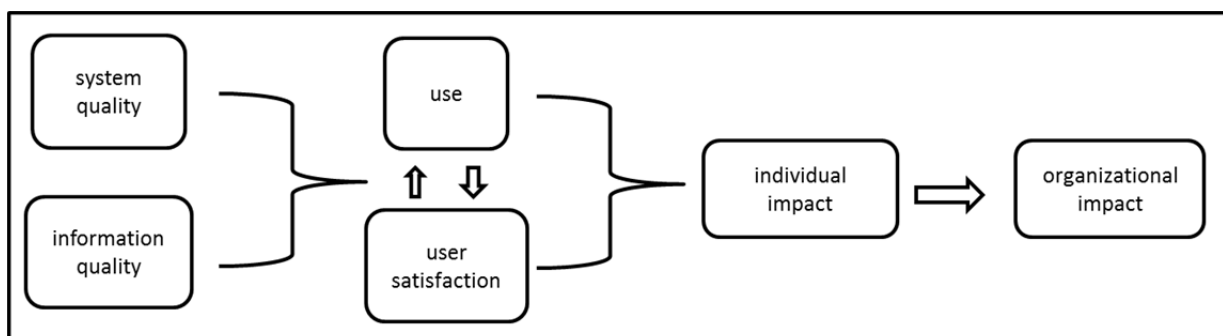 system
quality
information
quality
use
user
satisfaction
individual
impact
organizational
impact